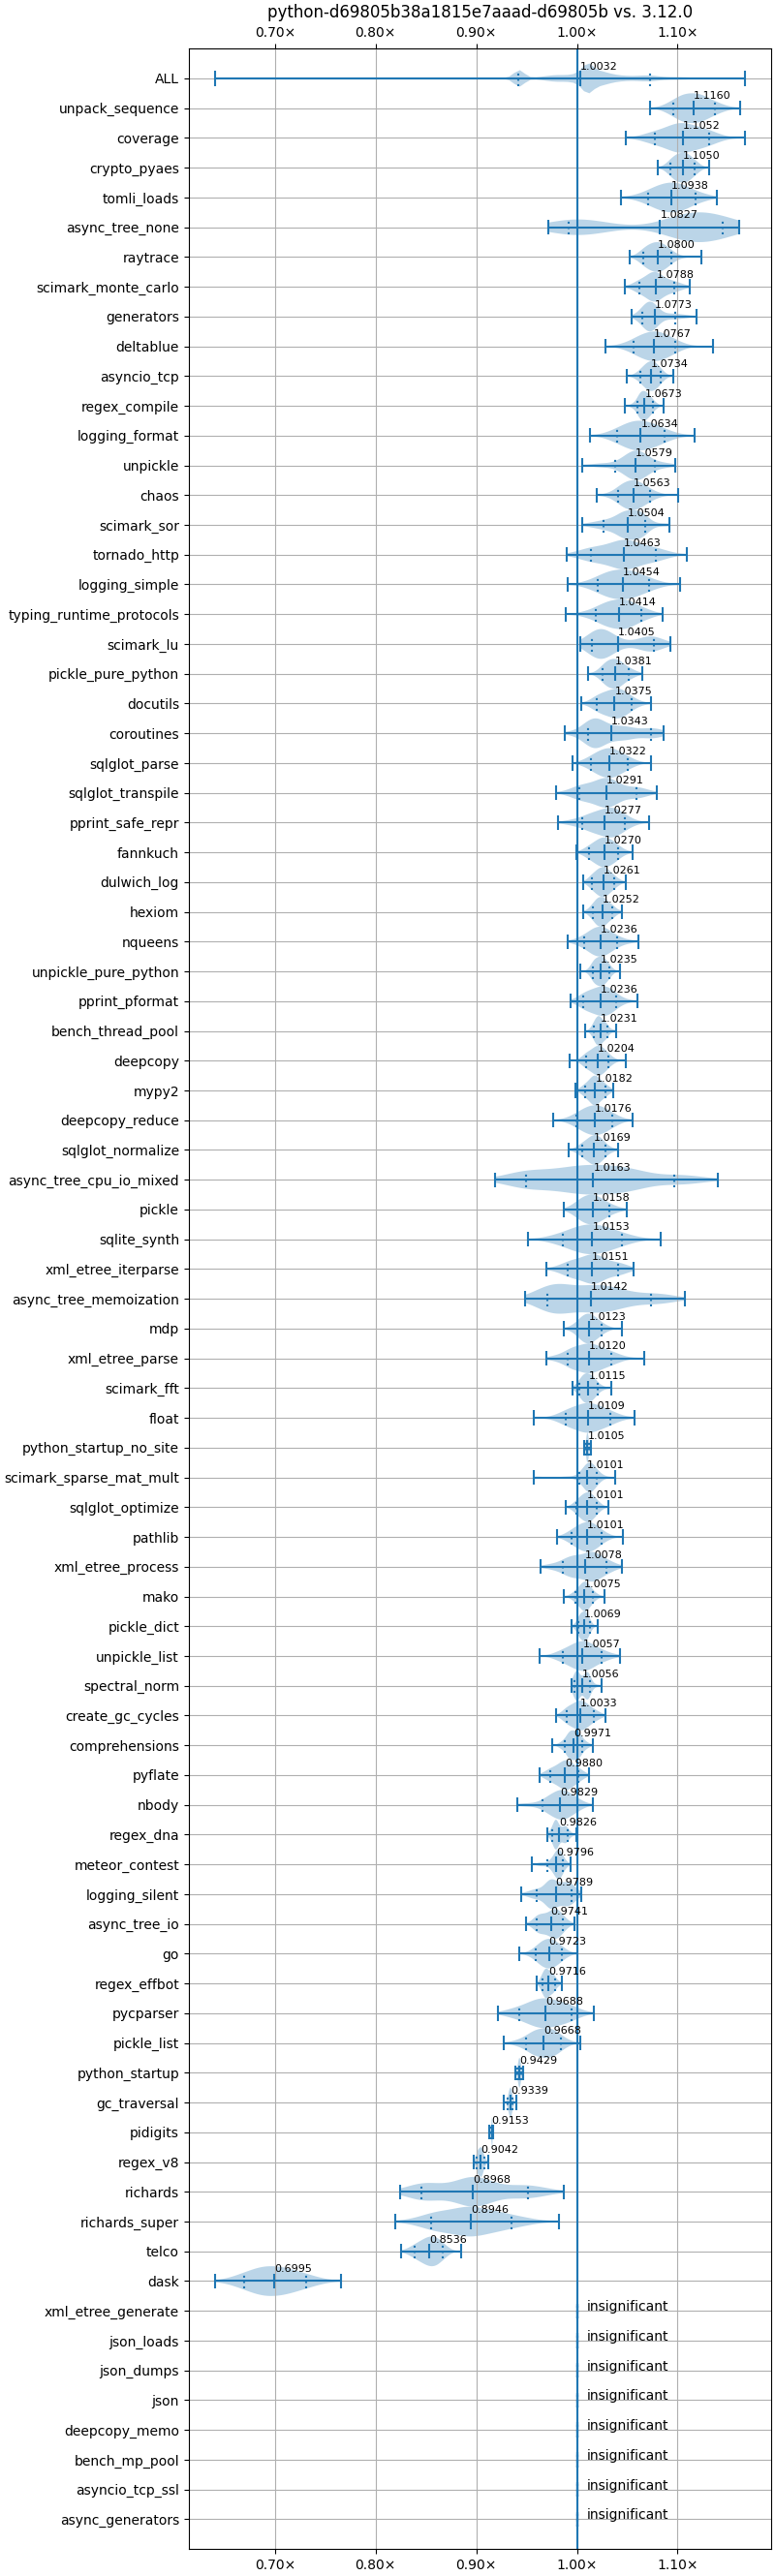 python-d69805b38a1815e7aaad-d69805b vs. 3.12.0
0.70× 0.80× 0.90× 1.00× 1.10×
ALL 1.0032
unpack_sequence 1.1160
coverage 1.1052
crypto_pyaes 1.1050
tomli_loads 1.0938
async_tree_none 1.0827
raytrace 1.0800
scimark_monte_carlo 1.0788
generators 1.0773
deltablue 1.0767
asyncio_tcp 1.0734
regex_compile 1.0673
logging_format 1.0634
unpickle 1.0579
chaos 1.0563
scimark_sor 1.0504
tornado_http 1.0463
logging_simple 1.0454
typing_runtime_protocols 1.0414
scimark_lu 1.0405
pickle_pure_python 1.0381
docutils 1.0375
coroutines 1.0343
sqlglot_parse 1.0322
sqlglot_transpile 1.0291
pprint_safe_repr 1.0277
fannkuch 1.0270
dulwich_log 1.0261
hexiom 1.0252
nqueens 1.0236
unpickle_pure_python 1.0235
pprint_pformat 1.0236
bench_thread_pool 1.0231
deepcopy 1.0204
mypy2 1.0182
deepcopy_reduce 1.0176
sqlglot_normalize 1.0169
async_tree_cpu_io_mixed 1.0163
pickle 1.0158
sqlite_synth 1.0153
xml_etree_iterparse 1.0151
async_tree_memoization 1.0142
mdp 1.0123
xml_etree_parse 1.0120
scimark_fft 1.0115
float 1.0109
python_startup_no_site 1.0105
scimark_sparse_mat_mult 1.0101
sqlglot_optimize 1.0101
pathlib 1.0101
xml_etree_process 1.0078
mako 1.0075
pickle_dict 1.0069
unpickle_list 1.0057
spectral_norm 1.0056
create_gc_cycles 1.0033
comprehensions 0.9971
pyflate 0.9880
nbody 0.9829
regex_dna 0.9826
meteor_contest 0.9796
logging_silent 0.9789
async_tree_io 0.9741
go 0.9723
regex_effbot 0.9716
pycparser 0.9688
pickle_list 0.9668
python_startup 0.9429
gc_traversal 0.9339
pidigits 0.9153
regex_v8 0.9042
richards 0.8968
richards_super 0.8946
telco 0.8536
dask 0.6995
xml_etree_generate insignificant
json_loads insignificant
json_dumps insignificant
json insignificant
deepcopy_memo insignificant
bench_mp_pool insignificant
asyncio_tcp_ssl insignificant
async_generators insignificant
0.70× 0.80× 0.90× 1.00× 1.10×